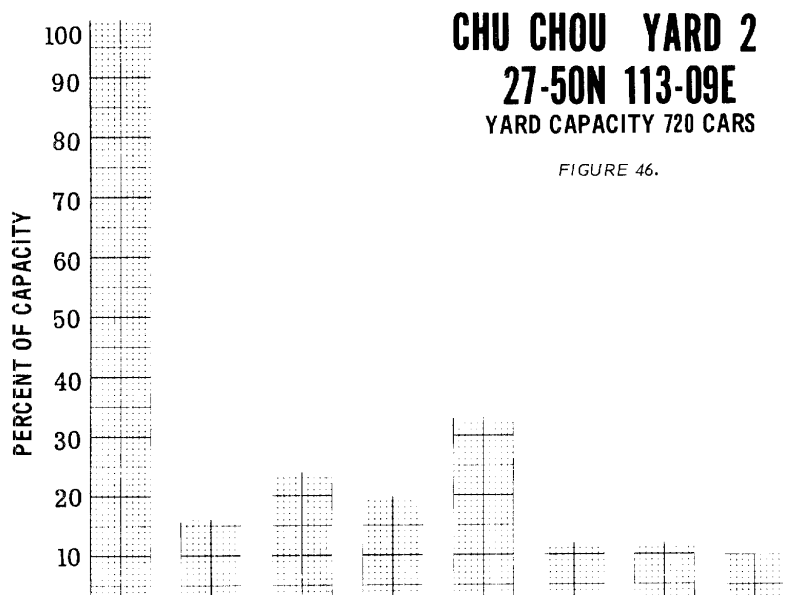 CHU CHOU YARD 2
27-50N 113-09E
YARD CAPACITY 720 CARS
FIGURE 46.
PERCENT OF CAPACITY
100
90
80
70
60
50
40
30
20
10